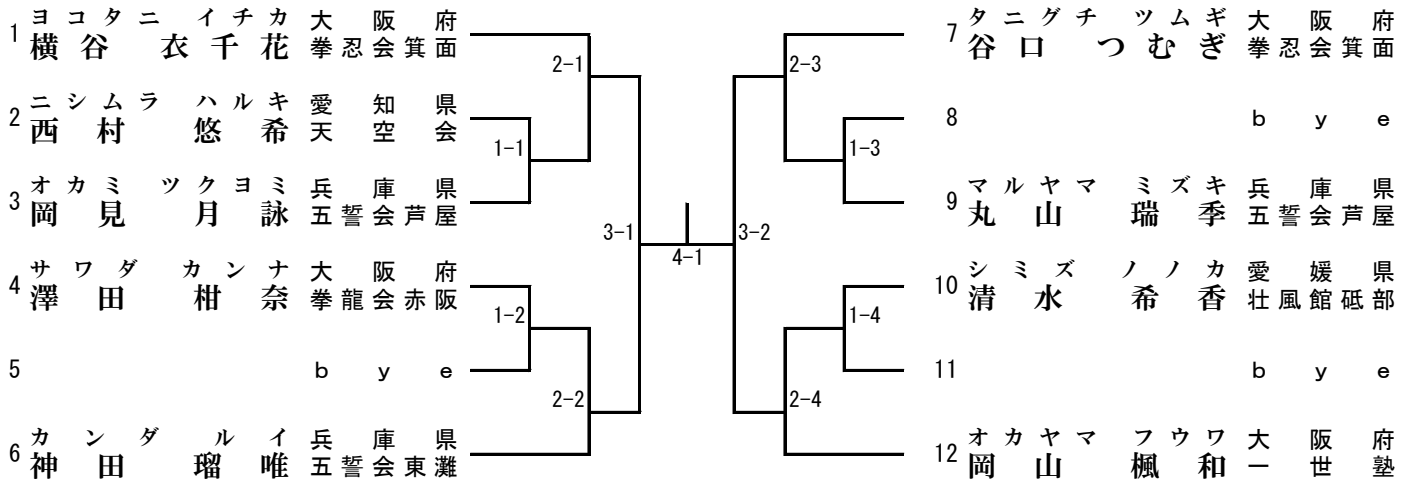 ヨコタニ イチカ 大阪府
1 横谷 衣千花 拳忍会箕面
2-1
ニシムラ ハルキ 愛知県
2 西村 悠希 天空会
1-1
オカミ ツクヨミ 兵庫県
3 岡見 月詠 五誓会芦屋
3-1
サワダ カンナ 大阪府
4 澤田 柑奈 拳龍会赤阪
1-2
5 bye
2-2
カンダ ルイ 兵庫県
6 神田 瑠唯 五誓会東灘
4-1
タニグチ ツムギ 大阪府
7 谷口 つむぎ 拳忍会箕面
2-3
8 bye
1-3
マルヤマ ミズキ 兵庫県
9 丸山 瑞季 五誓会芦屋
3-2
シミズ ノノカ 愛媛県
10 清水 希香 壮風館砥部
1-4
11 bye
2-4
オカヤマ フウワ 大阪府
12 岡山 楓和 一世塾